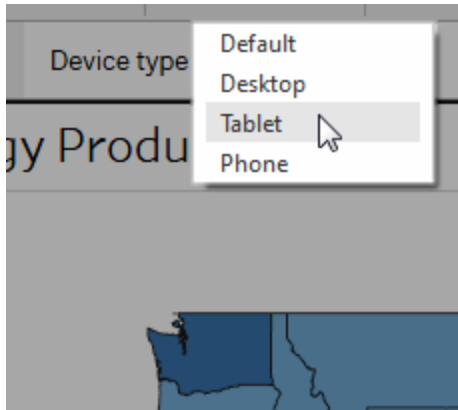 Device type
Default
Desktop
Tablet
Phone
gy Produ